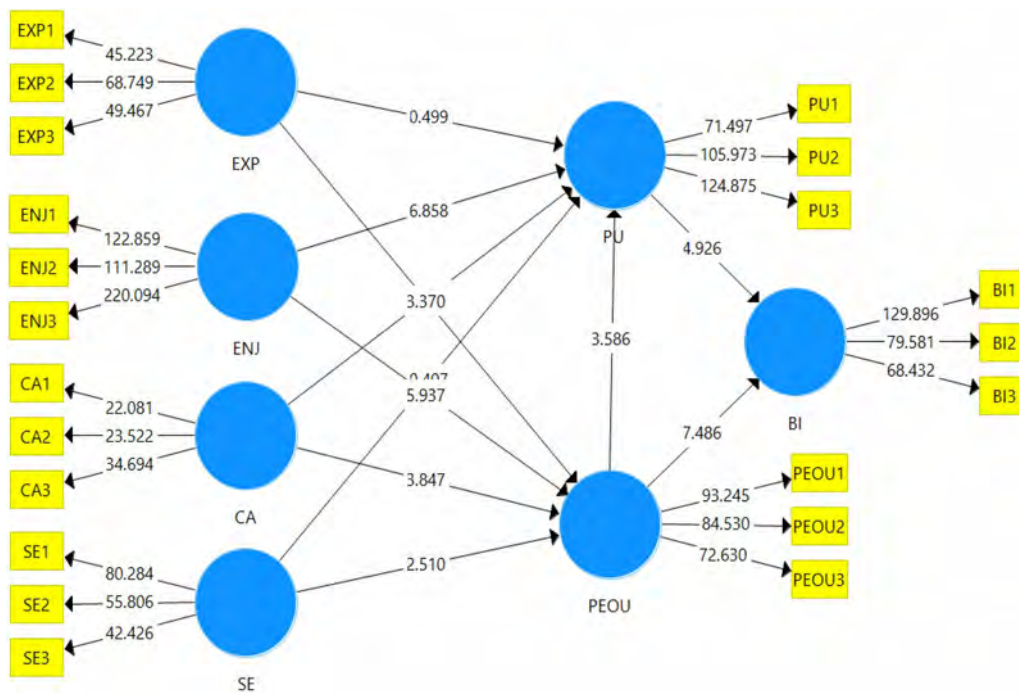 EXP1
45.223
EXP2
68.749
EXP3
49.467
EXP
ENJ1
122.859
ENJ2
111.289
ENJ3
220.094
ENJ
CA1
22.081
CA2
23.522
CA3
34.694
CA
SE1
80.284
SE2
55.806
SE3
42.426
SE
0.499
6.858
3.370
5.937
3.847
2.510
PU
71.497
PU1
105.973
PU2
124.875
PU3
4.926
3.586
7.486
BI
129.896
BI1
79.581
BI2
68.432
BI3
PEOU
93.245
PEOU1
84.530
PEOU2
72.630
PEOU3